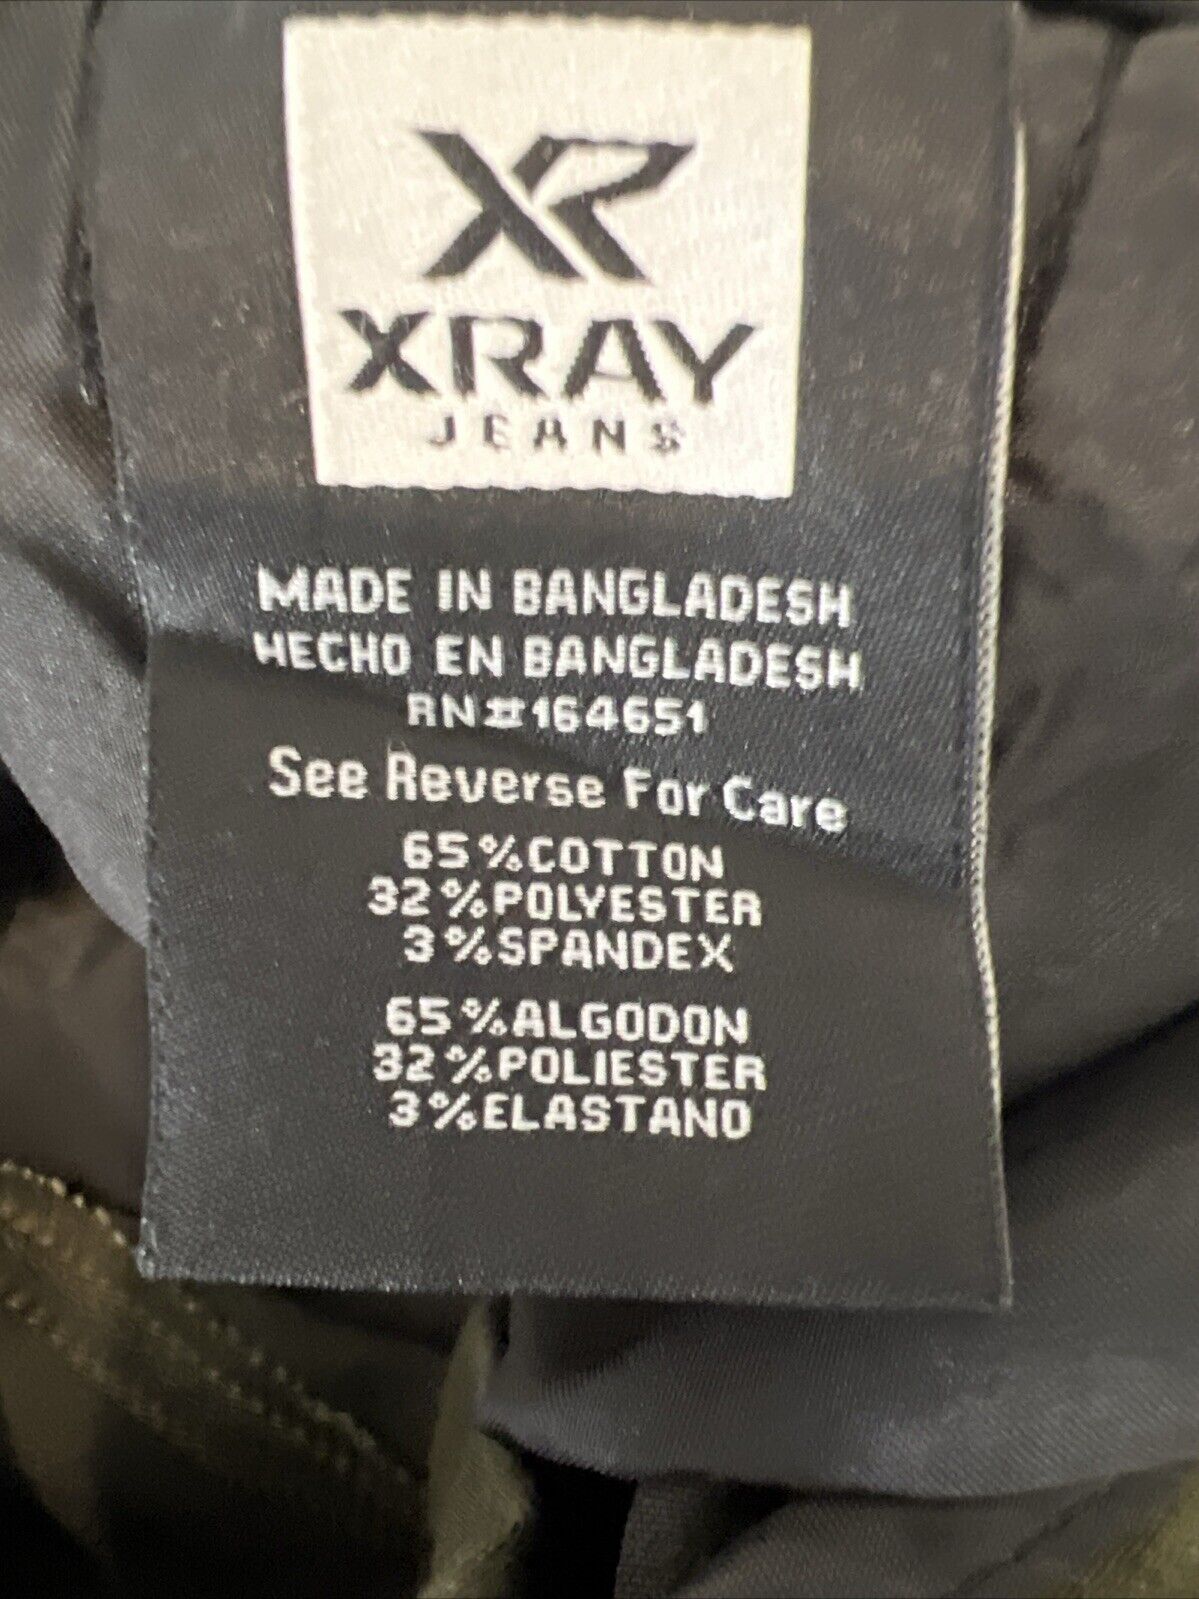 XR
XRAY
JEANS
MADE IN BANGLADESH
HECHO EN BANGLADESH
RN#164651
See Reverse For Care
65%COTTON
32%POLYESTER
3%SPANDEX
65%ALGODON
32%POLIESTER
3%ELASTANO